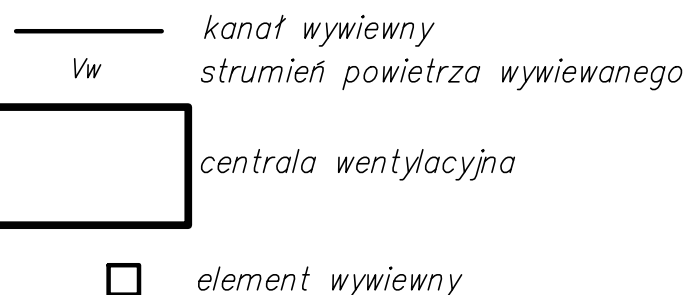 kanał wywiewny
Vw strumień powietrza wywiewanego
centrala wentylacyjna
element wywiewny